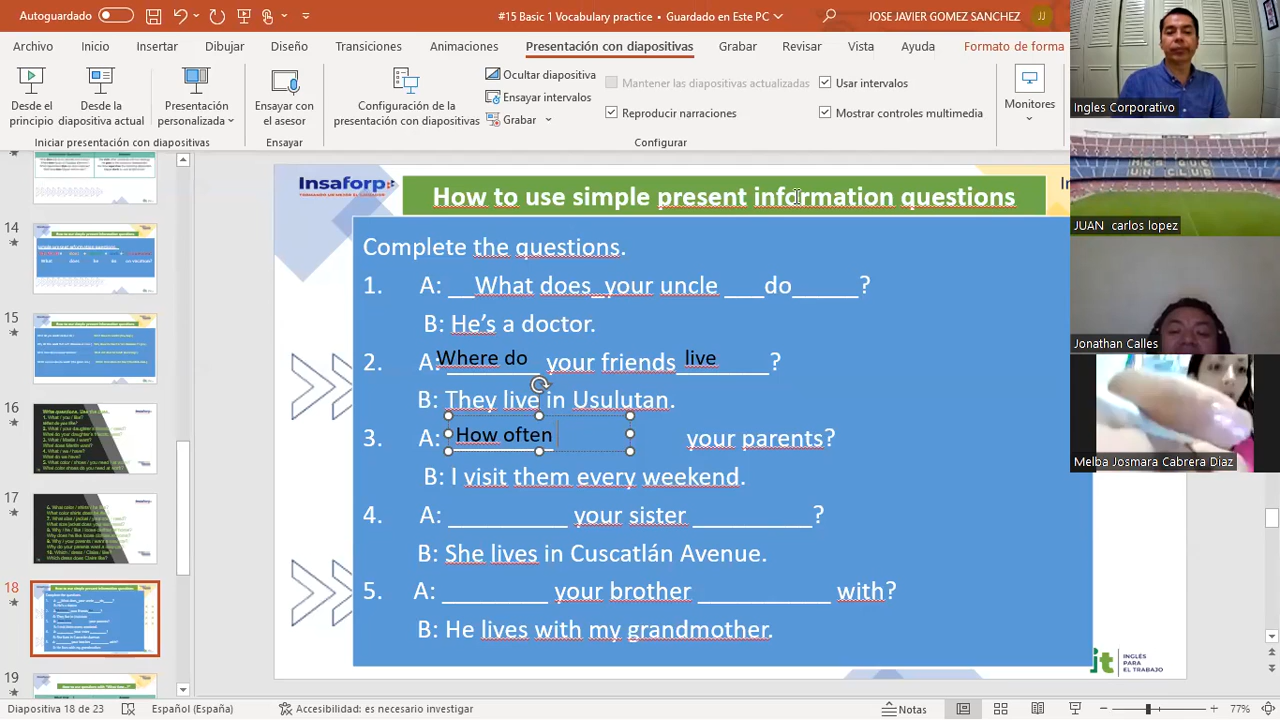 Autoguardado
#15 Basic 1 Vocabulary practice • Guardado en Este PC
JOSE JAVIER GOMEZ SANCHEZ
JJ
Archivo Inicio Insertar Dibujar Diseño Transiciones Animaciones Presentación con diapositivas Grabar Revisar Vista Ayuda Formato de forma
Desde el principio
Desde la diapositiva actual
Presentación personalizada
Ensayar con el asesor
Configuración de la presentación con diapositivas
Ocultar diapositiva
Ensayar intervalos
Grabar
Mantener las diapositivas actualizadas
Reproducir narraciones
Usar intervalos
Mostrar controles multimedia
Monitores
Iniciar presentación con diapositivas
Ensayar
Configurar
Ingles Corporativo
JUAN carlos lopez
Jonathan Calles
Melba Josmara Cabrera Diaz
14
15
16
17
18
19
Insaforp
How to use simple present information questions
Complete the questions.
1. A: __What does_your uncle ___do_____?
B: He's a doctor.
2. A: Where do your friends live ?
B: They live in Usulutan.
3. A: How often your parents?
B: I visit them every weekend.
4. A: _________ your sister __________?
B: She lives in Cuscatlán Avenue.
5. A: ________ your brother __________ with?
B: He lives with my grandmother.
INGLÉS
PARA
EL TRABAJO
Diapositiva 18 de 23
Español (España)
Accesibilidad: es necesario investigar
Notas
77%